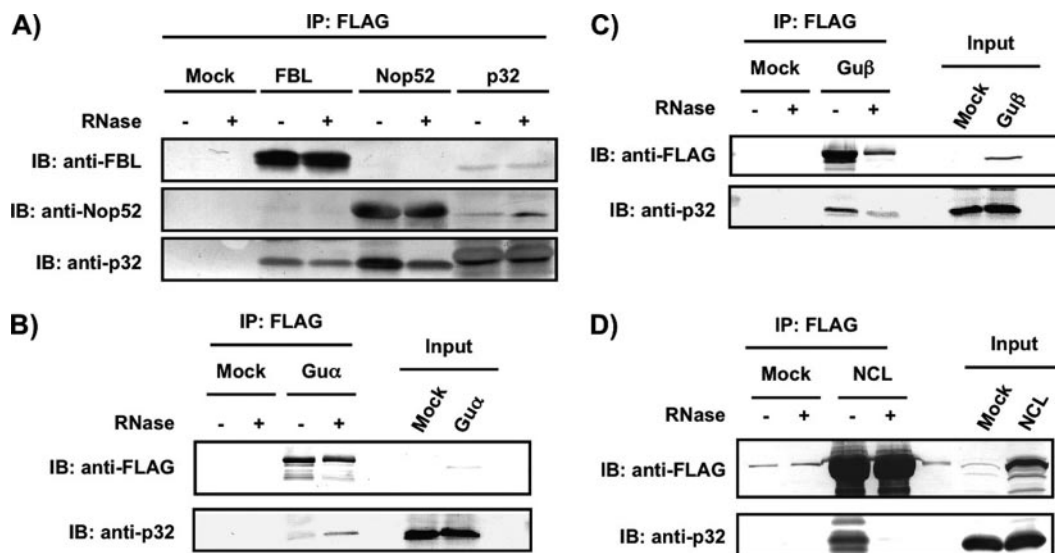 A)
IP: FLAG
Mock FBL Nop52 p32
RNase - + - + - + - +
IB: anti-FBL
IB: anti-Nop52
IB: anti-p32
B)
IP: FLAG
Input
Mock Guα
Mock Guα
RNase - + - +
IB: anti-FLAG
IB: anti-p32
C)
IP: FLAG
Input
Mock Guβ
Mock Guβ
RNase - + - +
IB: anti-FLAG
IB: anti-p32
D)
IP: FLAG
Input
Mock NCL
Mock NCL
RNase - + - +
IB: anti-FLAG
IB: anti-p32